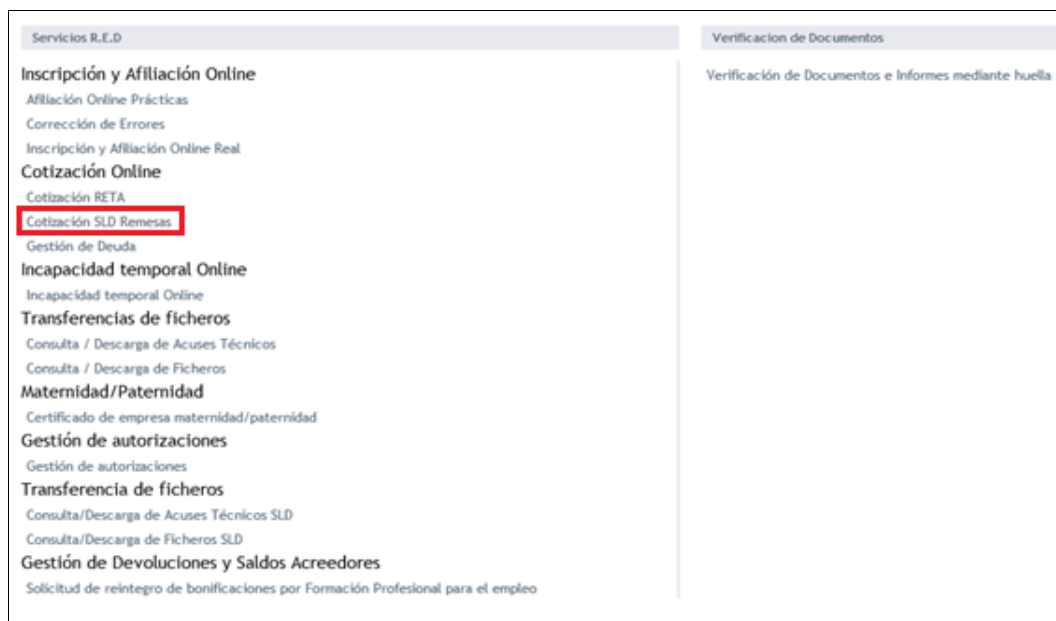 Servicios R.E.D
Inscripción y Afiliación Online
Afiliación Online Prácticas
Corrección de Errores
Inscripción y Afiliación Online Real
Cotización Online
Cotización RETA
Cotización SLD Remesas
Gestión de Deuda
Incapacidad temporal Online
Incapacidad temporal Online
Transferencias de ficheros
Consulta / Descarga de Acuses Técnicos
Consulta / Descarga de Ficheros
Maternidad/Paternidad
Certificado de empresa maternidad/paternidad
Gestión de autorizaciones
Gestión de autorizaciones
Transferencia de ficheros
Consulta/Descarga de Acuses Técnicos SLD
Consulta/Descarga de Ficheros SLD
Gestión de Devoluciones y Saldos Acreedores
Solicitud de reintegro de bonificaciones por Formación Profesional para el empleo
Verificacion de Documentos
Verificación de Documentos e Informes mediante huella